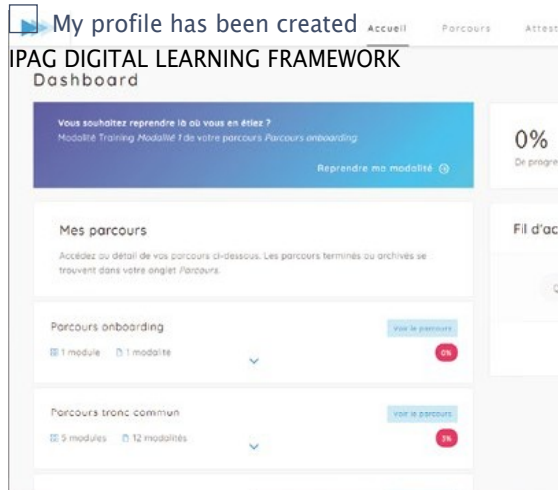 My profile has been created
Accueil Parcours Attest
IPAG DIGITAL LEARNING FRAMEWORK
Dashboard
Vous souhaitez reprendre là où vous en étiez ?
Modalité Training Modalité 1 de votre parcours Parcours onboarding
Reprendre ma modalité
0%
De progre
Mes parcours
Accédez au détail de vos parcours ci-dessous. Les parcours terminés ou archivés se
trouvent dans votre onglet Parcours.
Fil d'ac
Parcours onboarding
Voir le parcours
1 module 1 modalité
0%
Parcours tronc commun
Voir le parcours
5 modules 12 modalités
3%